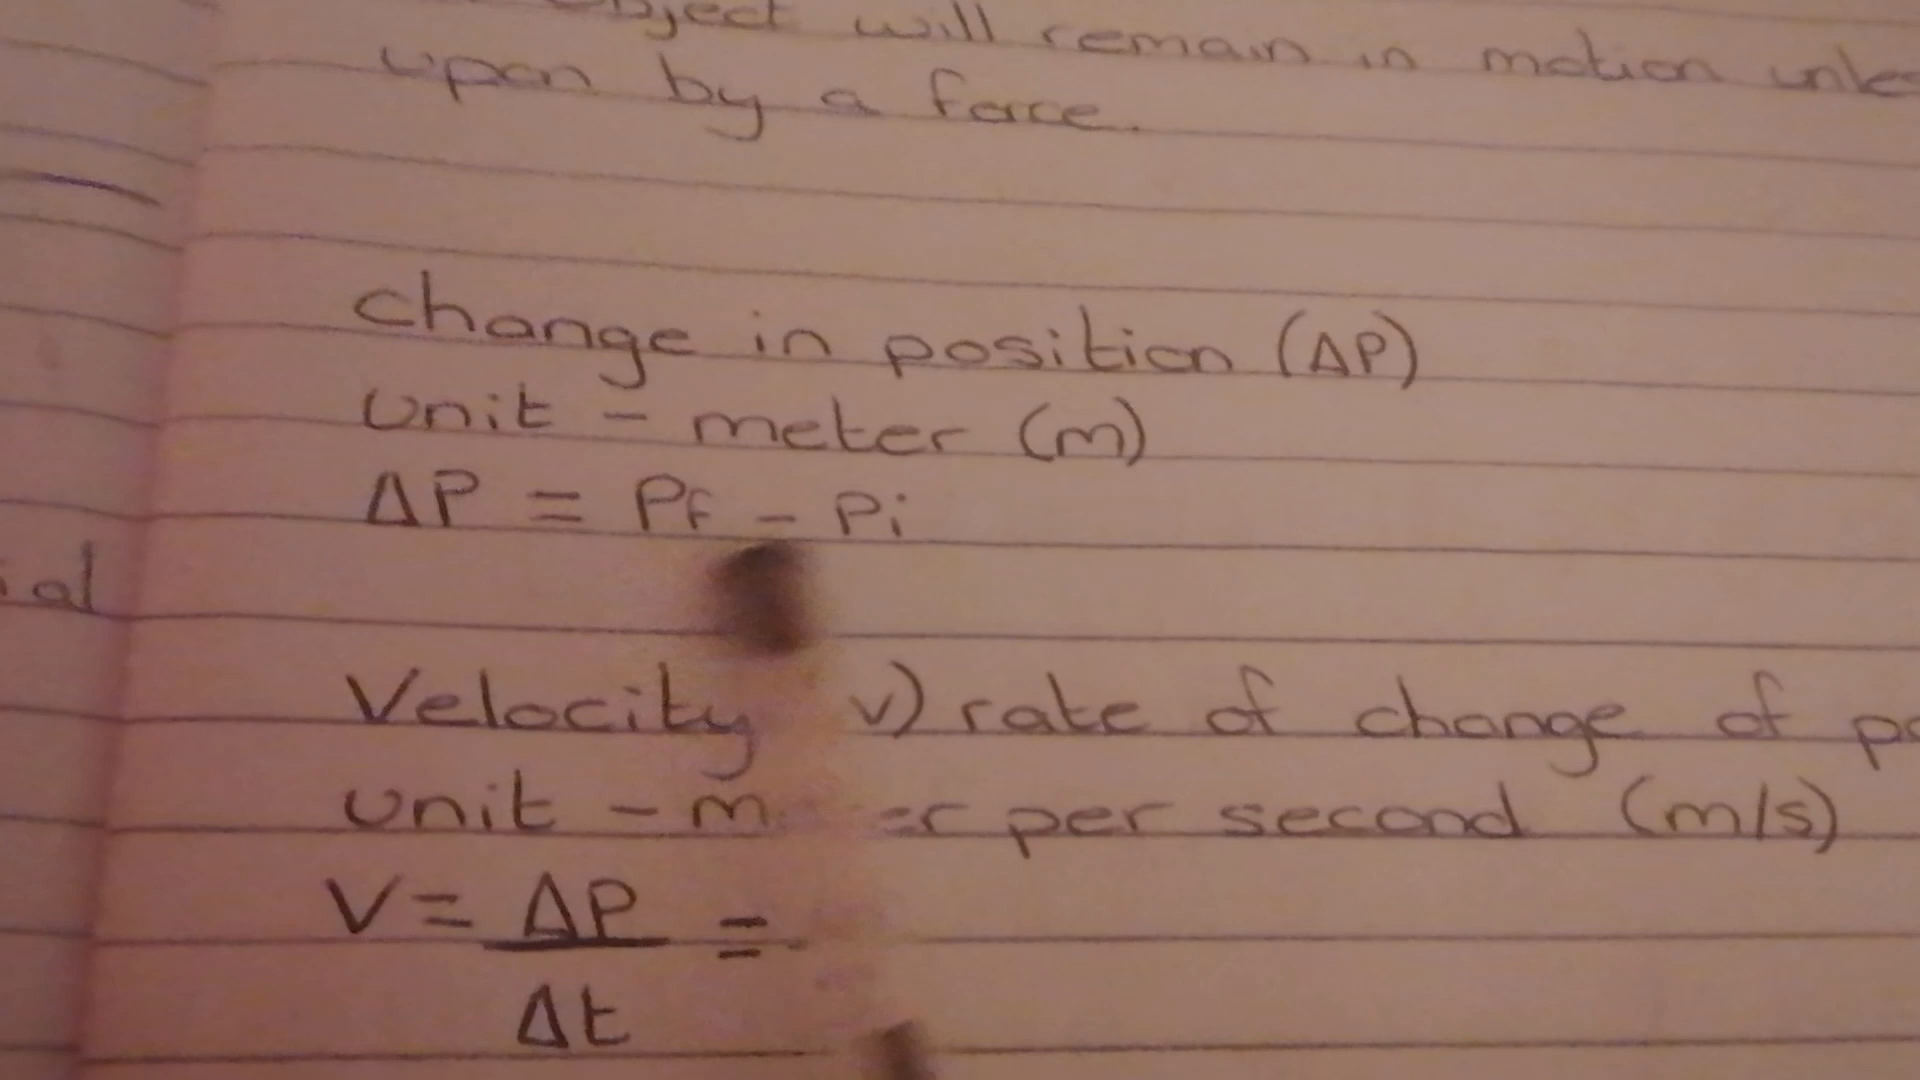 object will remain in motion
upon by a force.
change in position (ΔP)
unit - meter (m)
ΔP = Pf - Pi
Velocity v) rate of change of
unit - per second (m/s)
V = ΔP =
Δt